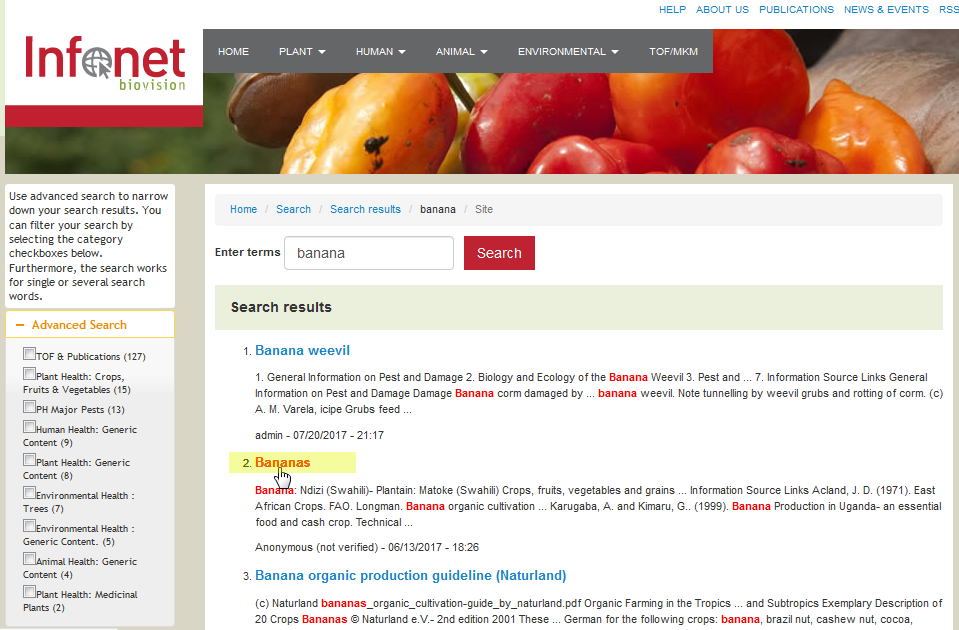 HELP ABOUT US PUBLICATIONS NEWS & EVENTS RSS
Infonet
biovision
HOME PLANT HUMAN ANIMAL ENVIRONMENTAL TOF/MKM
Use advanced search to narrow
down your search results. You
can filter your search by
selecting the category
checkboxes below.
Furthermore, the search works
for single or several search
words.
Advanced Search
TOF & Publications (127)
Plant Health: Crops,
Fruits & Vegetables (15)
PH Major Pests (13)
Human Health: Generic
Content (9)
Plant Health: Generic
Content (8)
Environmental Health :
Trees (7)
Environmental Health :
Generic Content. (5)
Animal Health: Generic
Content (4)
Plant Health: Medicinal
Plants (2)
Home / Search / Search results / banana / Site
Enter terms banana Search
Search results
1. Banana weevil
1. General Information on Pest and Damage 2. Biology and Ecology of the Banana Weevil 3. Pest and ... 7. Information Source Links General
Information on Pest and Damage Damage Banana corm damaged by ... banana weevil. Note tunnelling by weevil grubs and rotting of corm. (c)
A. M. Varela, icipe Grubs feed ...
admin - 07/20/2017 - 21:17
2. Bananas
Banana: Ndizi (Swahili)- Plantain: Matoke (Swahili) Crops, fruits, vegetables and grains ... Information Source Links Acland, J. D. (1971). East
African Crops. FAO. Longman. Banana organic cultivation ... Karugaba, A. and Kimaru, G.. (1999). Banana Production in Uganda- an essential
food and cash crop. Technical ...
Anonymous (not verified) - 06/13/2017 - 18:26
3. Banana organic production guideline (Naturland)
(c) Naturland bananas_organic_cultivation-guide_by_naturland.pdf Organic Farming in the Tropics ... and Subtropics Exemplary Description of
20 Crops Bananas © Naturland e.V.- 2nd edition 2001 These ... German for the following crops: banana, brazil nut, cashew nut, cocoa,